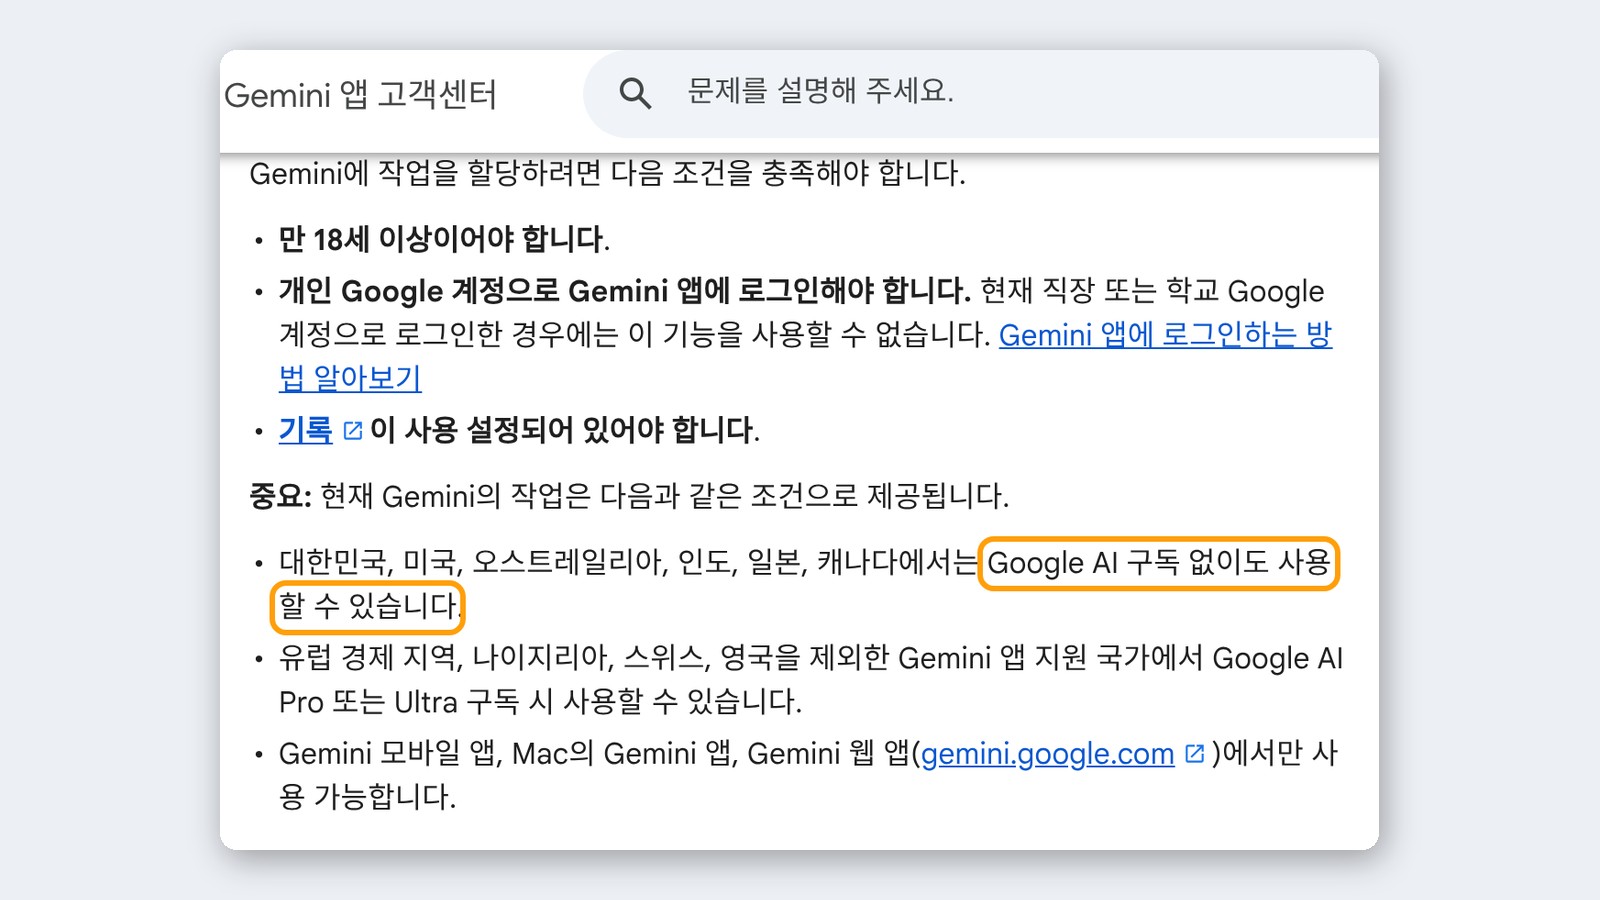 Gemini 앱 고객센터
문제를 설명해 주세요.
Gemini에 작업을 할당하려면 다음 조건을 충족해야 합니다.
• 만 18세 이상이어야 합니다.
• 개인 Google 계정으로 Gemini 앱에 로그인해야 합니다. 현재 직장 또는 학교 Google
계정으로 로그인한 경우에는 이 기능을 사용할 수 없습니다. Gemini 앱에 로그인하는 방
법 알아보기
• 기록 이 사용 설정되어 있어야 합니다.
중요: 현재 Gemini의 작업은 다음과 같은 조건으로 제공됩니다.
• 대한민국, 미국, 오스트레일리아, 인도, 일본, 캐나다에서는 Google AI 구독 없이도 사용
할 수 있습니다.
• 유럽 경제 지역, 나이지리아, 스위스, 영국을 제외한 Gemini 앱 지원 국가에서 Google AI
Pro 또는 Ultra 구독 시 사용할 수 있습니다.
• Gemini 모바일 앱, Mac의 Gemini 앱, Gemini 웹 앱(gemini.google.com )에서만 사
용 가능합니다.